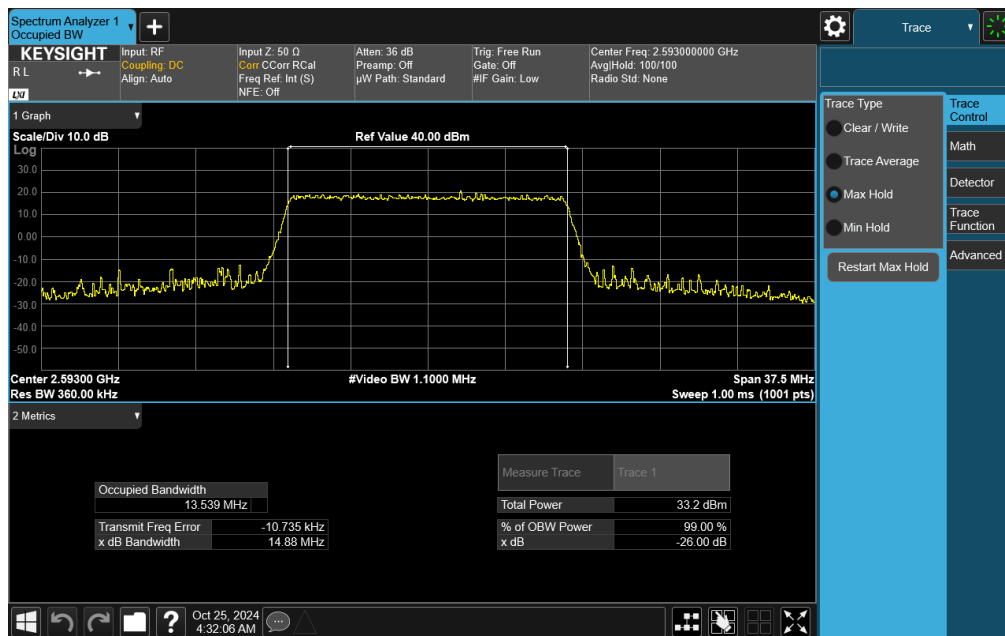 Spectrum Analyzer 1
Occupied BW
Trace
KEYSIGHT
R L
LXI
Input: RF
Coupling: DC
Align: Auto
Input Z: 50 Ω
Corr CCorr RCal
Freq Ref: Int (S)
NFE: Off
Atten: 36 dB
Preamp: Off
µW Path: Standard
Trig: Free Run
Gate: Off
#IF Gain: Low
Center Freq: 2.593000000 GHz
Avg|Hold: 100/100
Radio Std: None
1 Graph
Scale/Div 10.0 dB
Ref Value 40.00 dBm
Log
30.0
20.0
10.0
0.00
-10.0
-20.0
-30.0
-40.0
-50.0
Center 2.59300 GHz
#Video BW 1.1000 MHz
Span 37.5 MHz
Res BW 360.00 kHz
Sweep 1.00 ms (1001 pts)
2 Metrics
Measure Trace Trace 1
Occupied Bandwidth
13.539 MHz
Total Power 33.2 dBm
Transmit Freq Error -10.735 kHz
% of OBW Power 99.00 %
x dB Bandwidth 14.88 MHz
x dB -26.00 dB
Trace Type
Clear / Write
Trace Average
Max Hold
Min Hold
Restart Max Hold
Trace
Control
Math
Detector
Trace
Function
Advanced
?
Oct 25, 2024
4:32:06 AM